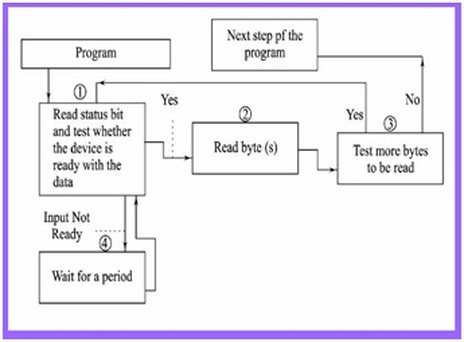 Program
Next step pf the
program
①
Read status bit
and test whether
the device is
ready with the
data
Yes
②
Read byte (s)
Yes
No
③
Test more bytes
to be read
Input Not
Ready
④
Wait for a period